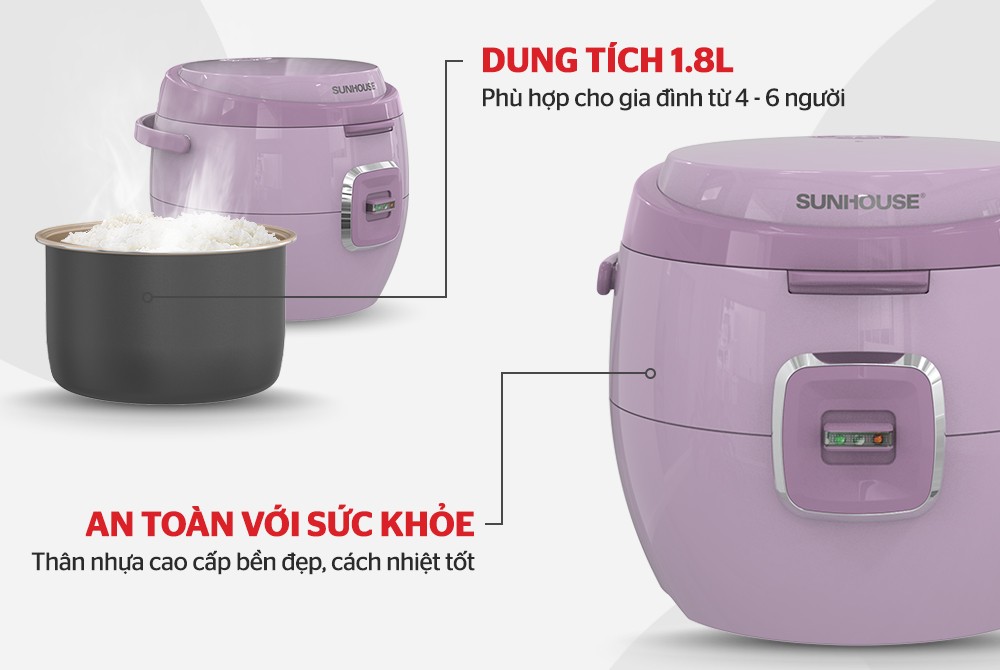 DUNG TÍCH 1.8L
Phù hợp cho gia đình từ 4 - 6 người
SUNHOUSE
SUNHOUSE®
AN TOÀN VỚI SỨC KHỎE
Thân nhựa cao cấp bền đẹp, cách nhiệt tốt